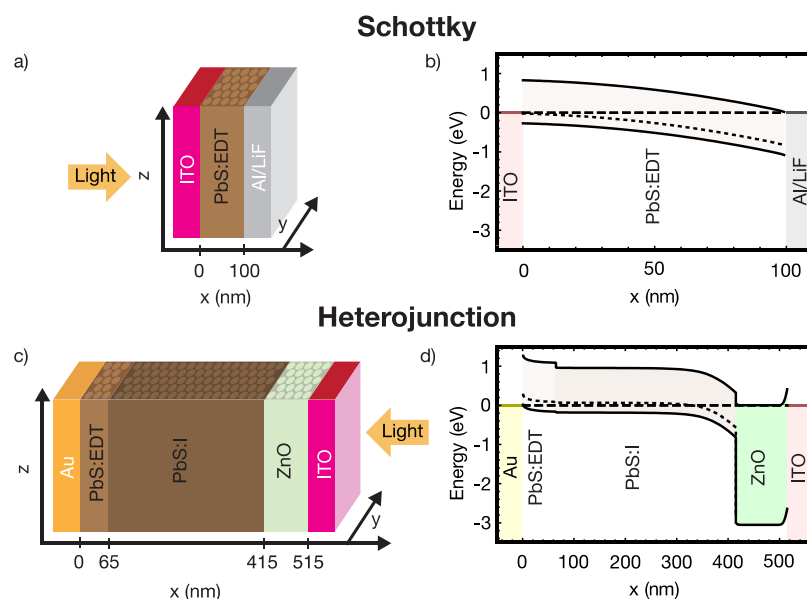 Schottky
a)
z
Light
ITO
PbS:EDT
Al/LiF
y
0
100
x (nm)
b)
Energy (eV)
1
0
-1
-2
-3
ITO
PbS:EDT
Al/LiF
0
50
100
x (nm)
Heterojunction
c)
z
Au
PbS:EDT
PbS:I
ZnO
ITO
Light
y
0
65
415
515
x (nm)
d)
Energy (eV)
1
0
-1
-2
-3
Au
PbS:EDT
PbS:I
ZnO
ITO
0
100
200
300
400
500
x (nm)